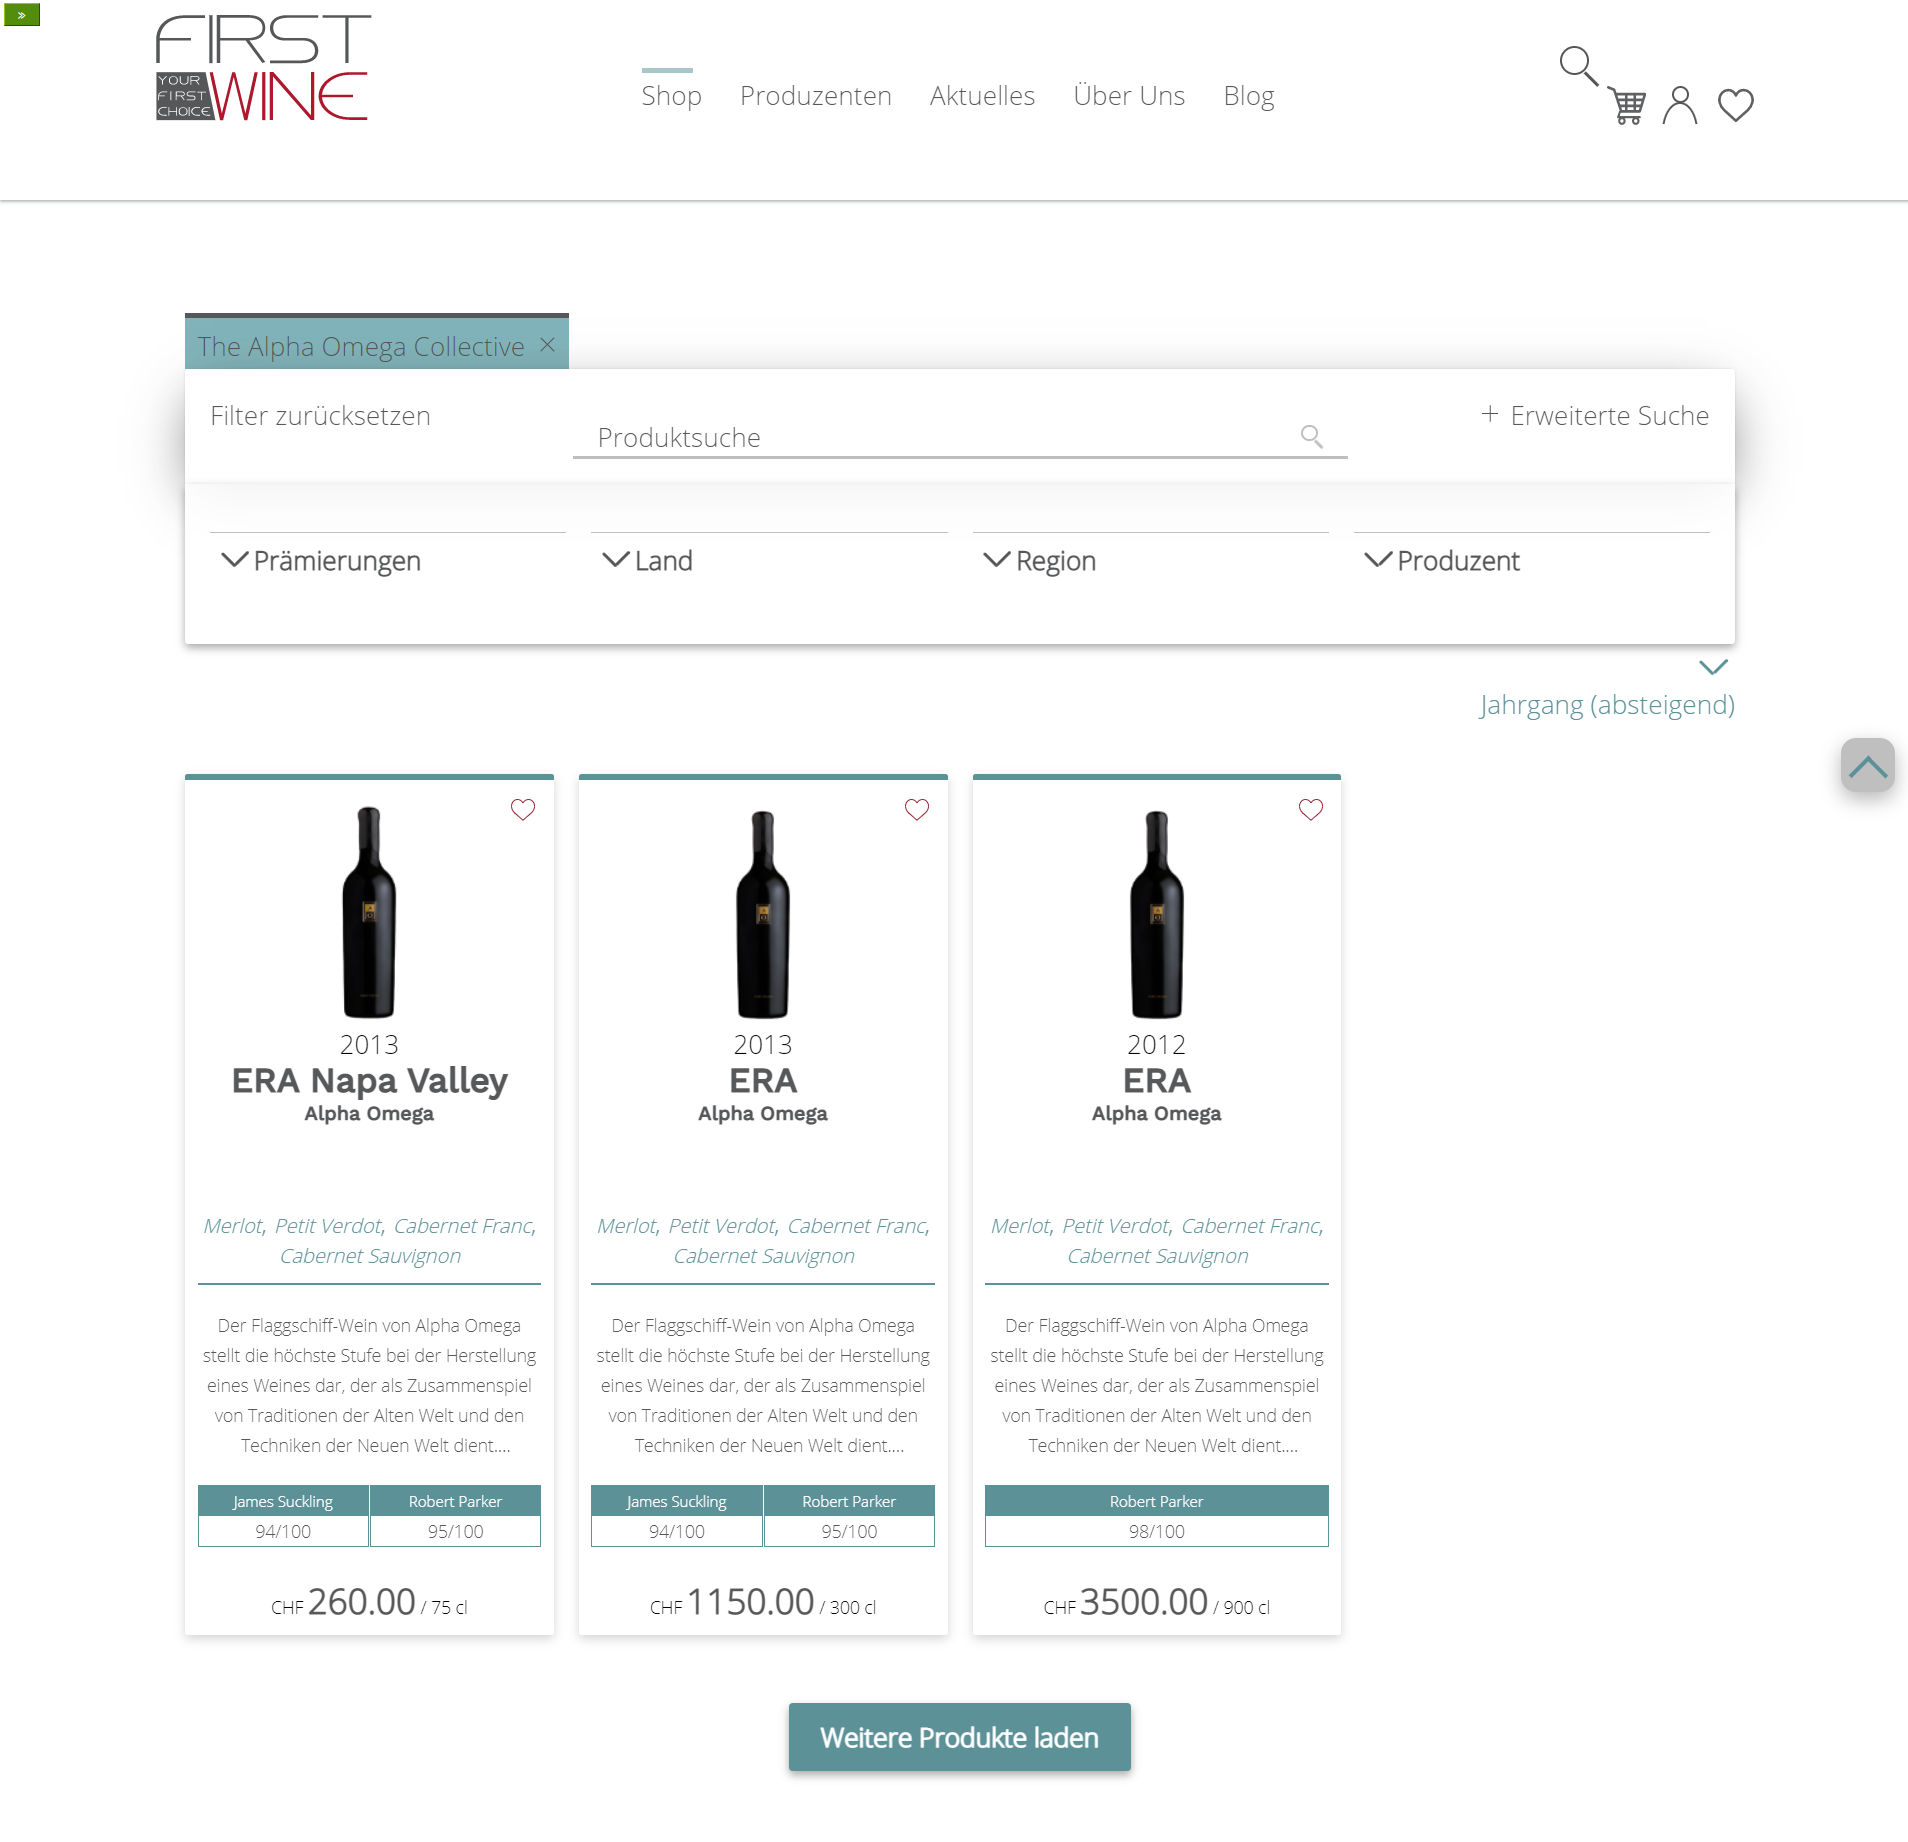 »
FIRST
YOUR FIRST CHOICE WINE
Shop Produzenten Aktuelles Über Uns Blog
The Alpha Omega Collective ×
Filter zurücksetzen
Produktsuche
+ Erweiterte Suche
Prämierungen Land Region Produzent
Jahrgang (absteigend)
2013
ERA Napa Valley
Alpha Omega
Merlot, Petit Verdot, Cabernet Franc,
Cabernet Sauvignon
Der Flaggschiff-Wein von Alpha Omega
stellt die höchste Stufe bei der Herstellung
eines Weines dar, der als Zusammenspiel
von Traditionen der Alten Welt und den
Techniken der Neuen Welt dient....
James Suckling Robert Parker
94/100 95/100
CHF 260.00 / 75 cl
2013
ERA
Alpha Omega
Merlot, Petit Verdot, Cabernet Franc,
Cabernet Sauvignon
Der Flaggschiff-Wein von Alpha Omega
stellt die höchste Stufe bei der Herstellung
eines Weines dar, der als Zusammenspiel
von Traditionen der Alten Welt und den
Techniken der Neuen Welt dient....
James Suckling Robert Parker
94/100 95/100
CHF 1150.00 / 300 cl
2012
ERA
Alpha Omega
Merlot, Petit Verdot, Cabernet Franc,
Cabernet Sauvignon
Der Flaggschiff-Wein von Alpha Omega
stellt die höchste Stufe bei der Herstellung
eines Weines dar, der als Zusammenspiel
von Traditionen der Alten Welt und den
Techniken der Neuen Welt dient....
Robert Parker
98/100
CHF 3500.00 / 900 cl
Weitere Produkte laden